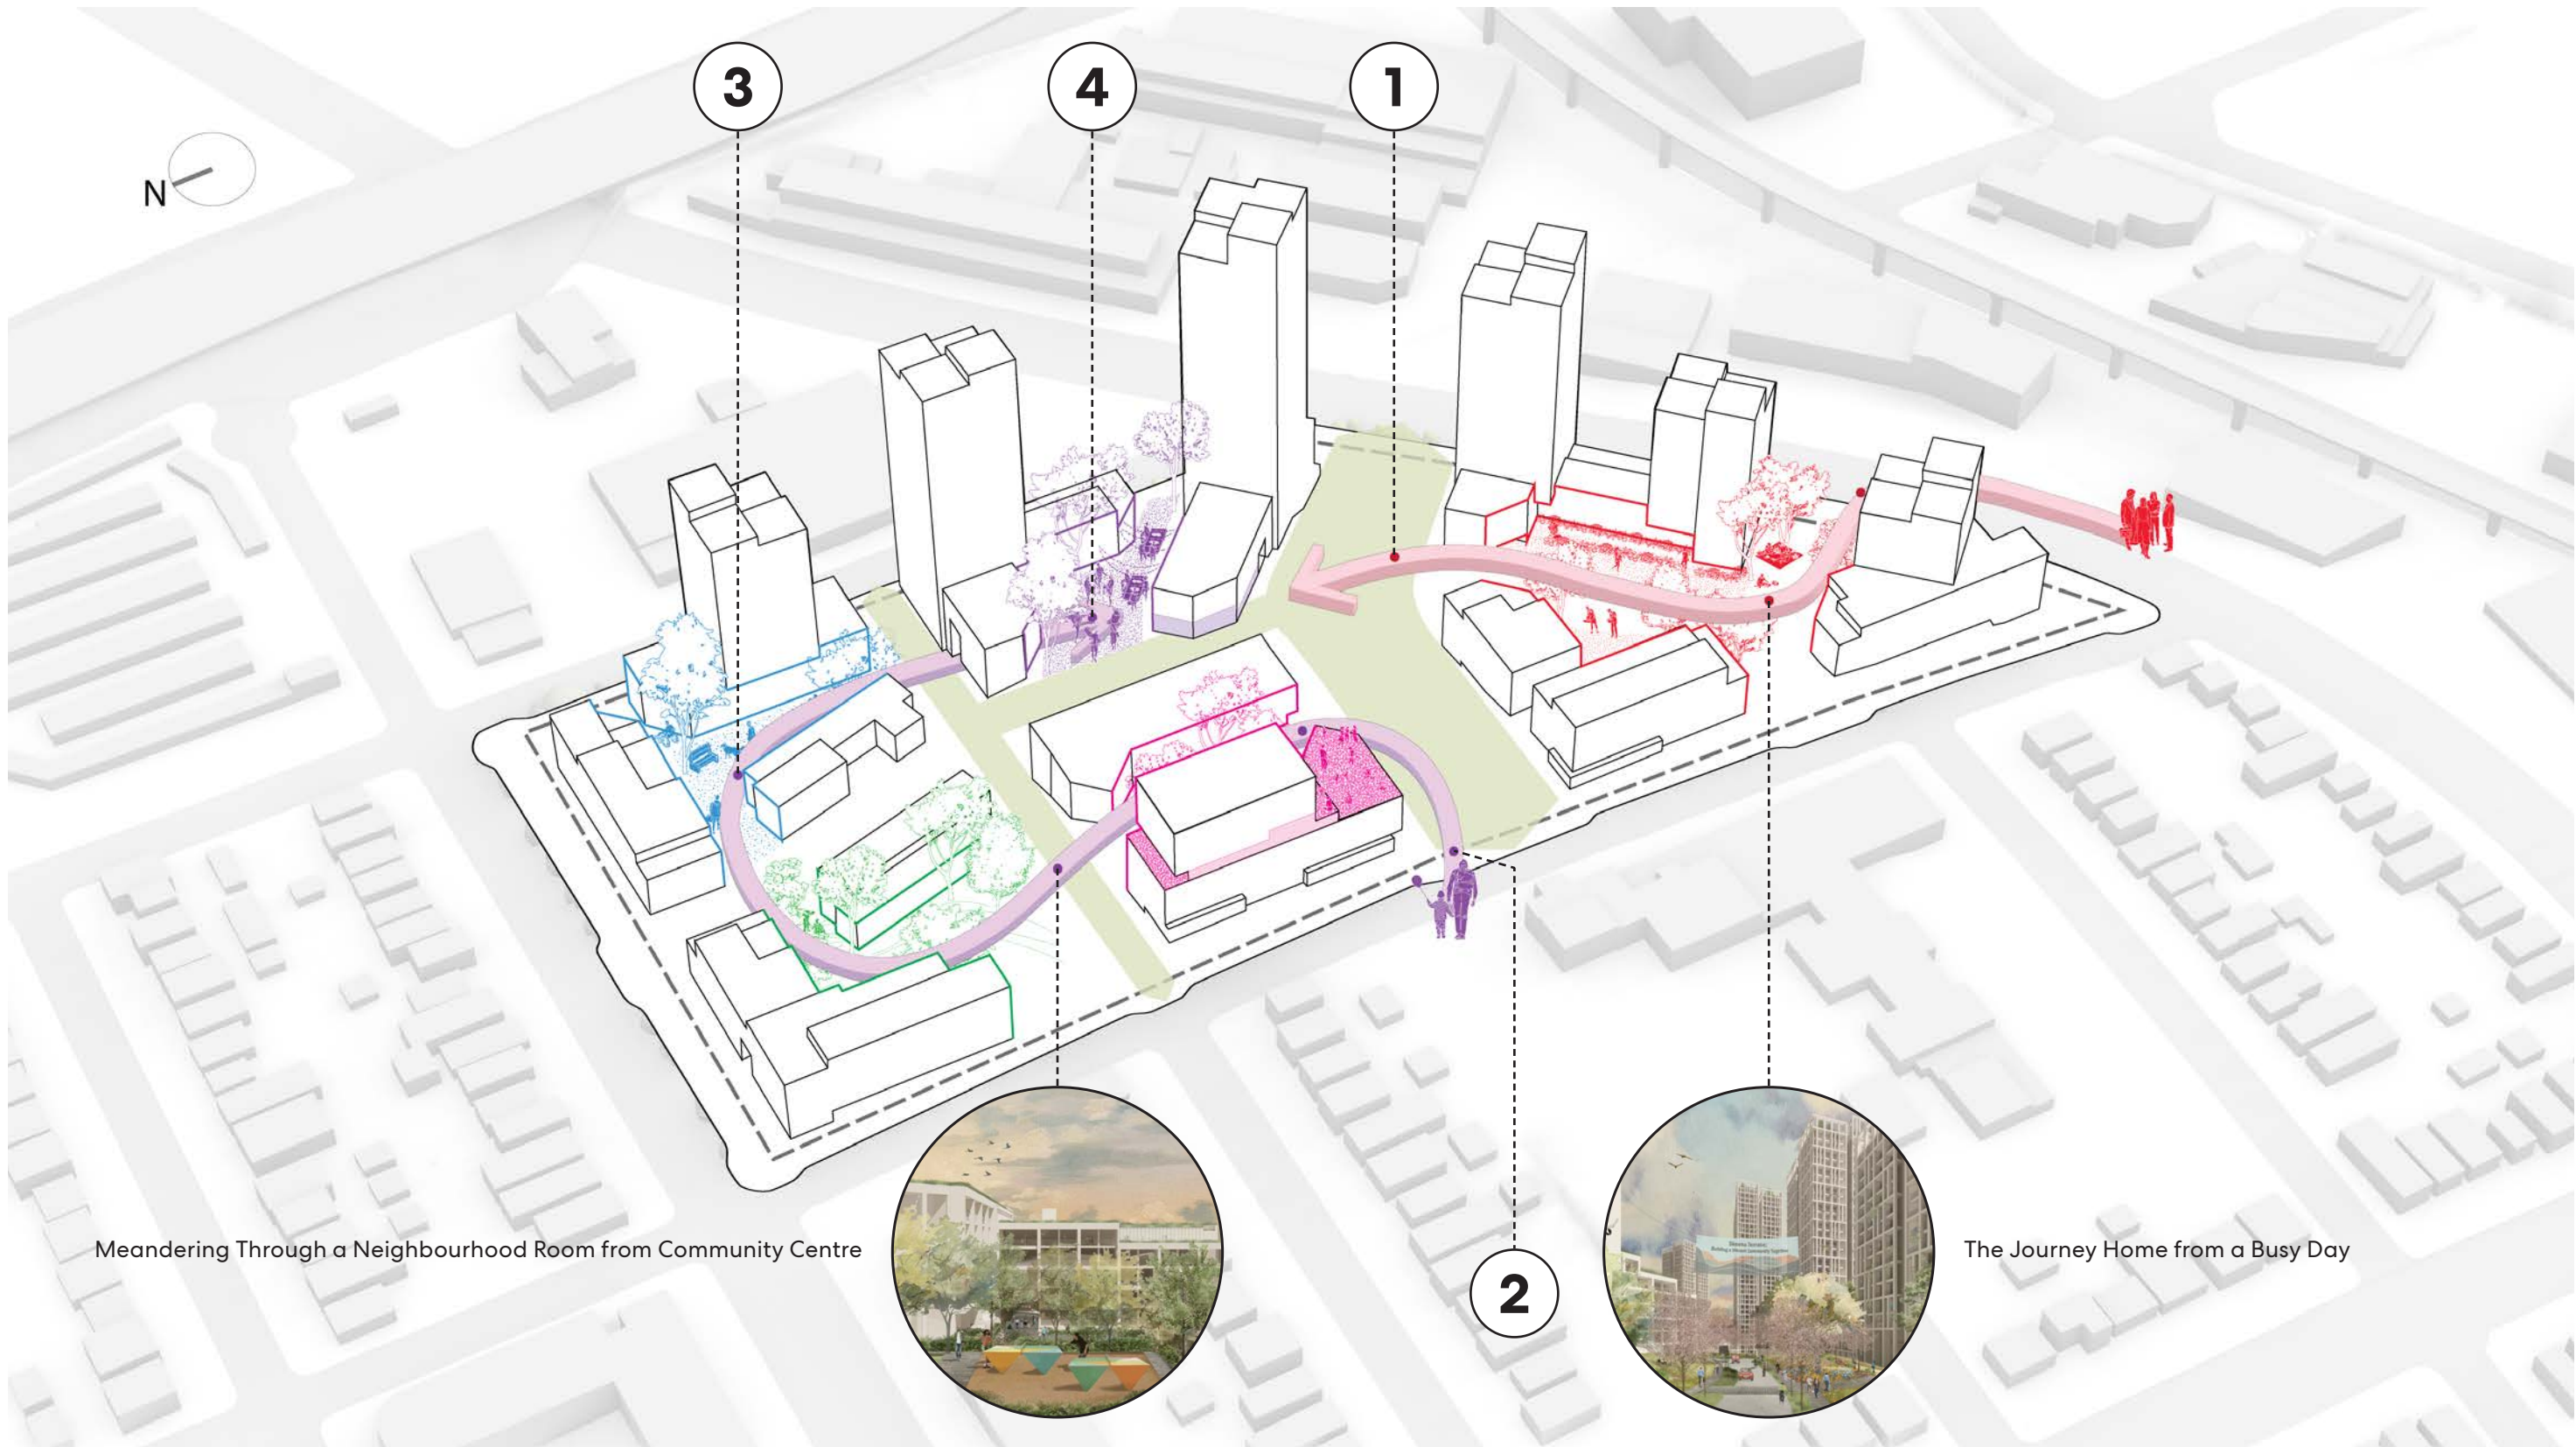 3
4
1
N
Meandering Through a Neighbourhood Room from Community Centre
2
The Journey Home from a Busy Day